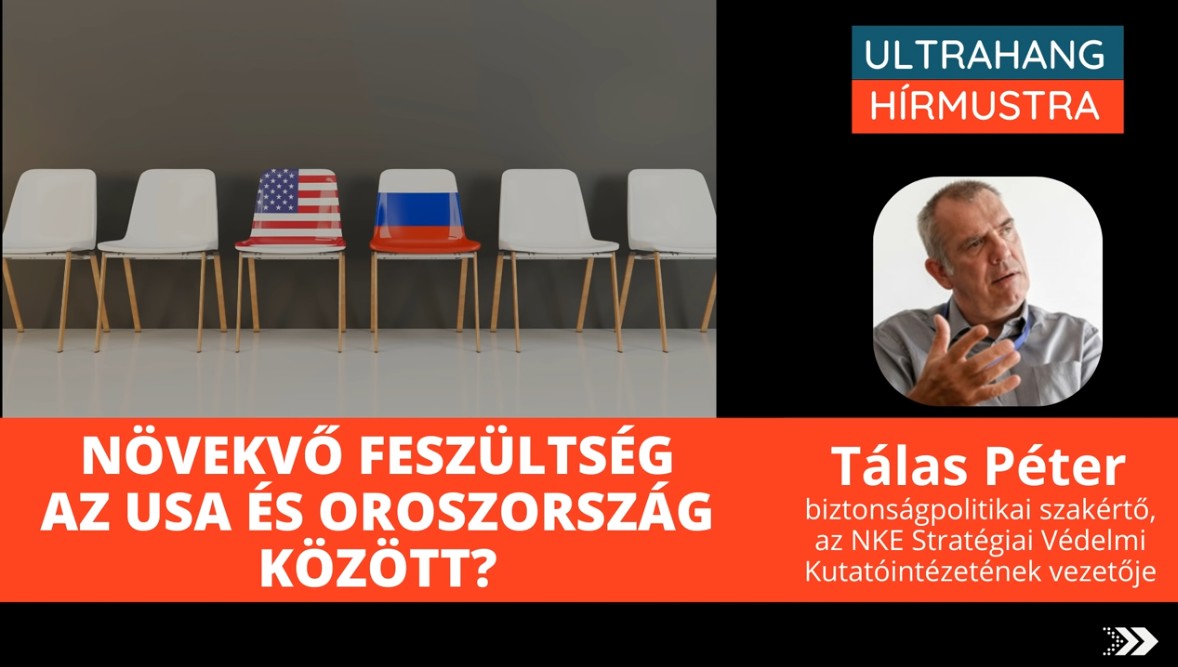 ULTRAHANG
HÍRMUSTRA
NÖVEKVŐ FESZÜLTSÉG
AZ USA ÉS OROSZORSZÁG
KÖZÖTT?
Tálas Péter
biztonságpolitikai szakértő,
az NKE Stratégiai Védelmi
Kutatóintézetének vezetője